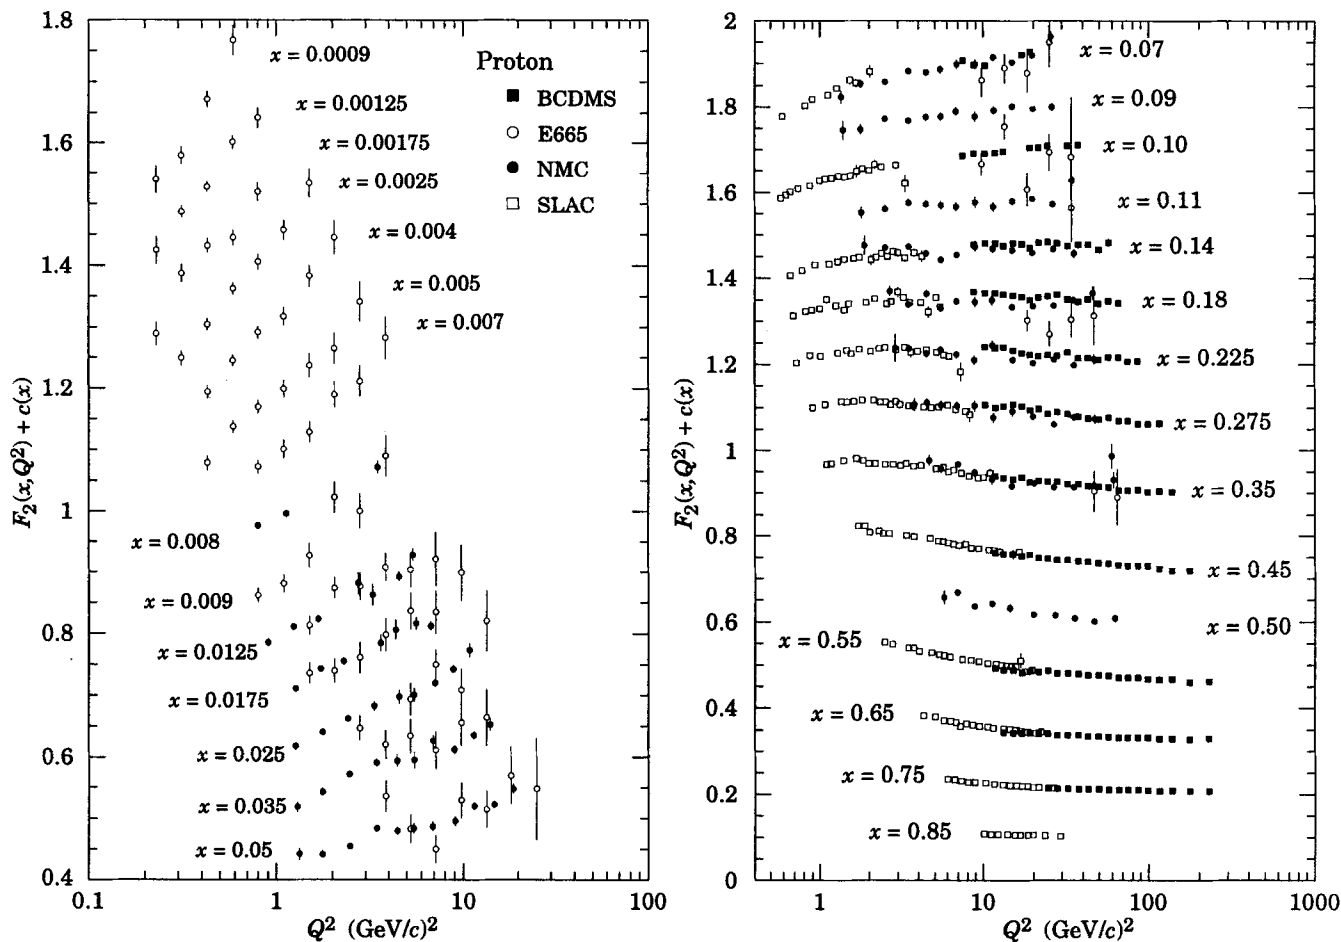 1.8
1.6
1.4
1.2
1
0.8
0.6
0.4
F₂(x,Q²) + c(x)
0.1
1
10
100
Q² (GeV/c)²
x = 0.0009
x = 0.00125
x = 0.00175
x = 0.0025
x = 0.004
x = 0.005
x = 0.007
x = 0.008
x = 0.009
x = 0.0125
x = 0.0175
x = 0.025
x = 0.035
x = 0.05
Proton
BCDMS
E665
NMC
SLAC
2
1.8
1.6
1.4
1.2
1
0.8
0.6
0.4
0.2
0
F₂(x,Q²) + c(x)
1
10
100
1000
Q² (GeV/c)²
x = 0.07
x = 0.09
x = 0.10
x = 0.11
x = 0.14
x = 0.18
x = 0.225
x = 0.275
x = 0.35
x = 0.45
x = 0.50
x = 0.55
x = 0.65
x = 0.75
x = 0.85